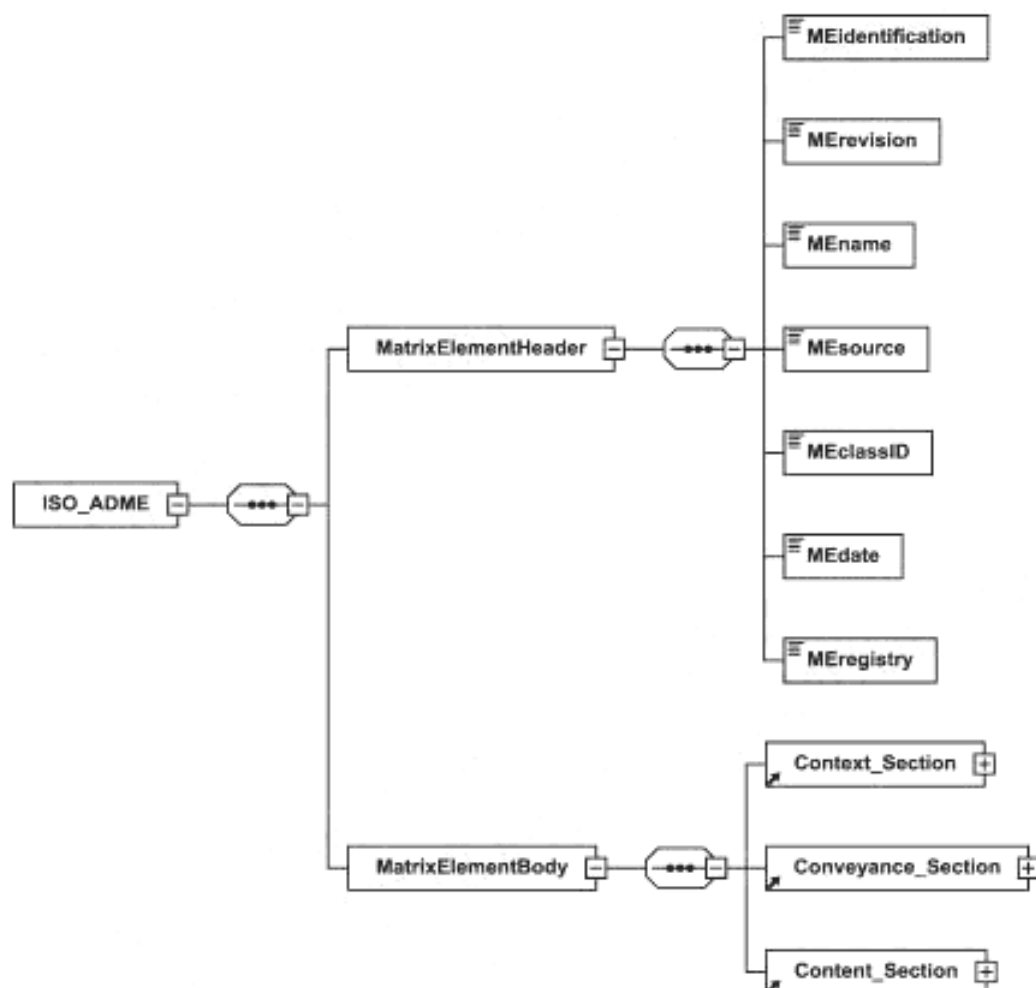 MEidentification
MErevision
MEname
MatrixElementHeader
MEsource
MEclassID
ISO_ADME
MEdate
MEregistry
Context_Section
MatrixElementBody
Conveyance_Section
Content_Section